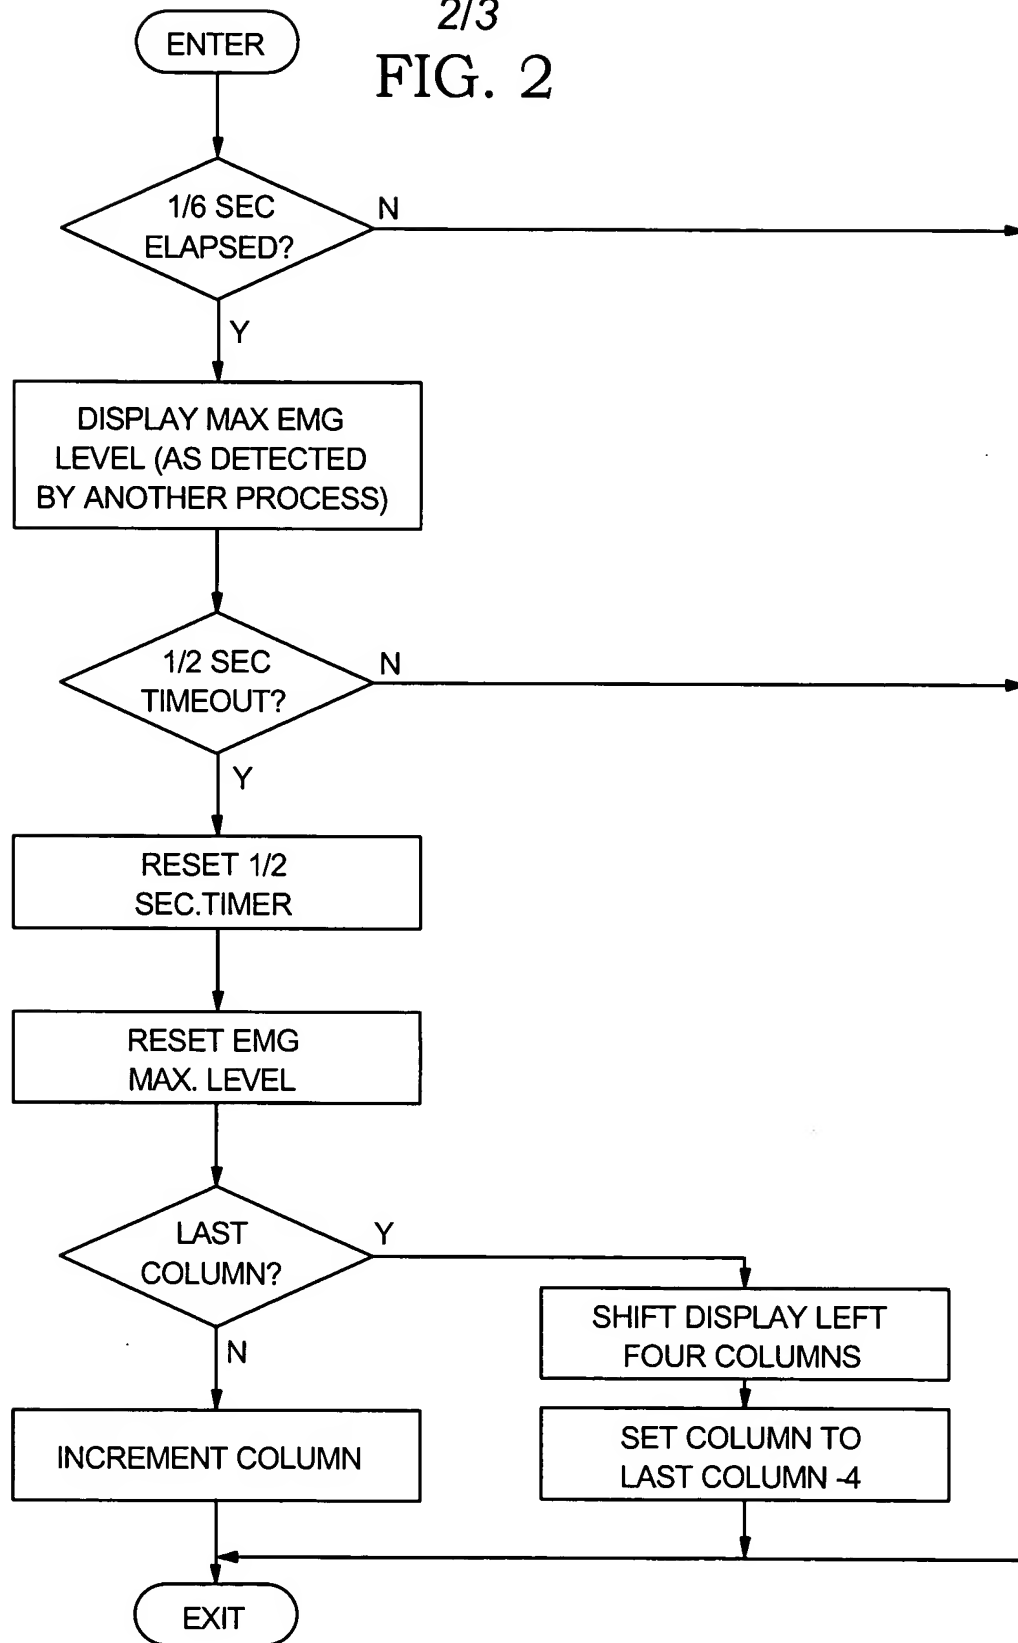 2/3
FIG. 2
ENTER
1/6 SEC
ELAPSED?
N
Y
DISPLAY MAX EMG
LEVEL (AS DETECTED
BY ANOTHER PROCESS)
1/2 SEC
TIMEOUT?
N
Y
RESET 1/2
SEC.TIMER
RESET EMG
MAX. LEVEL
LAST
COLUMN?
Y
N
SHIFT DISPLAY LEFT
FOUR COLUMNS
INCREMENT COLUMN
SET COLUMN TO
LAST COLUMN -4
EXIT